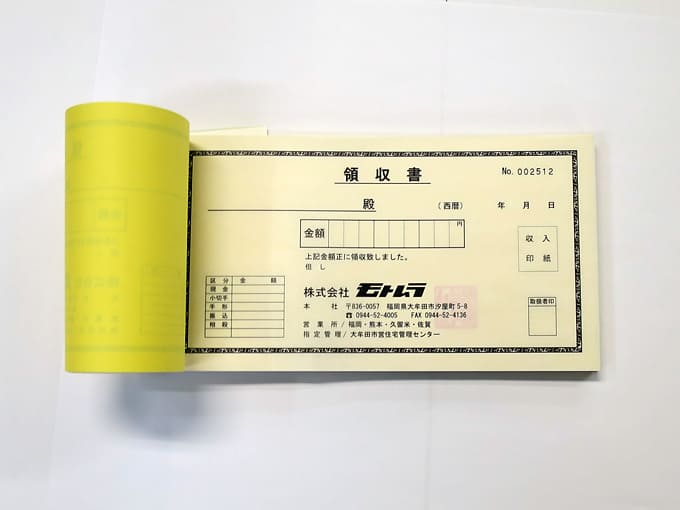 領収書
No. 002512
殿
(西暦) 年 月 日
金額
円
収入
印紙
上記金額正に領収致しました。
但し
区分 金額
現金
小切手
手形
振込
相殺
株式会社 モトムラ
本社 〒836-0057 福岡県大牟田市汐屋町5-8
☎ 0944-52-4005 FAX 0944-52-4136
営業所/福岡・熊本・久留米・佐賀
指定管理/大牟田市営住宅管理センター
取扱者印